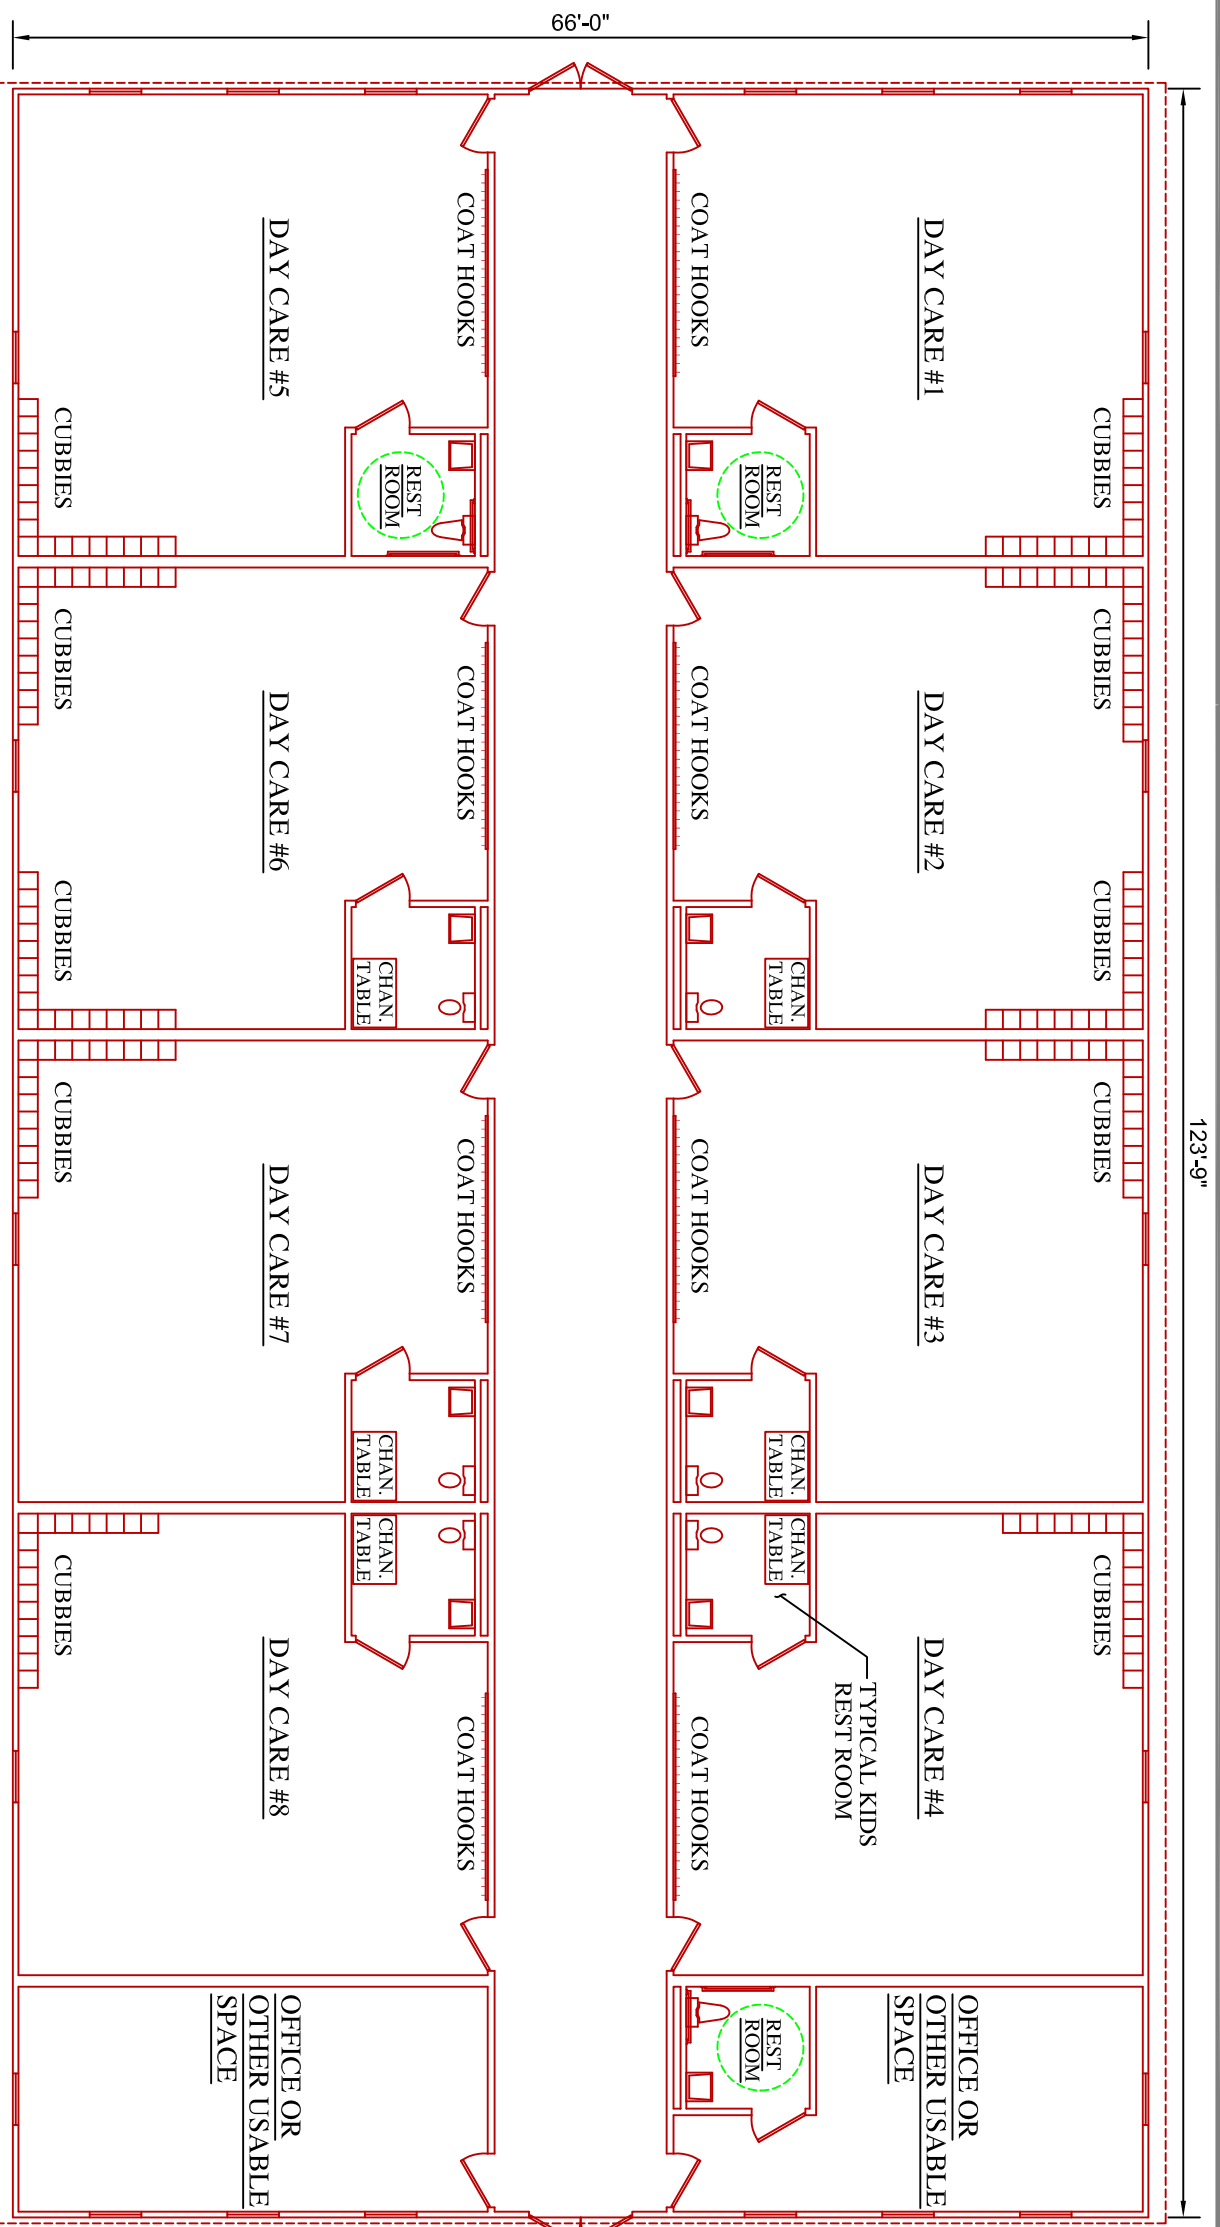 66'-0"
123'-9"
DAY CARE #1
COAT HOOKS
CUBBIES
REST
ROOM
CUBBIES
DAY CARE #2
COAT HOOKS
CUBBIES
CHAN.
TABLE
CUBBIES
DAY CARE #3
COAT HOOKS
CHAN.
TABLE
CHAN.
TABLE
CUBBIES
TYPICAL KIDS
REST ROOM
DAY CARE #4
COAT HOOKS
OFFICE OR
OTHER USABLE
SPACE
REST
ROOM
COAT HOOKS
DAY CARE #5
REST
ROOM
CUBBIES
CUBBIES
COAT HOOKS
DAY CARE #6
CHAN.
TABLE
CUBBIES
CUBBIES
COAT HOOKS
DAY CARE #7
CHAN.
TABLE
CHAN.
TABLE
CUBBIES
COAT HOOKS
DAY CARE #8
OFFICE OR
OTHER USABLE
SPACE